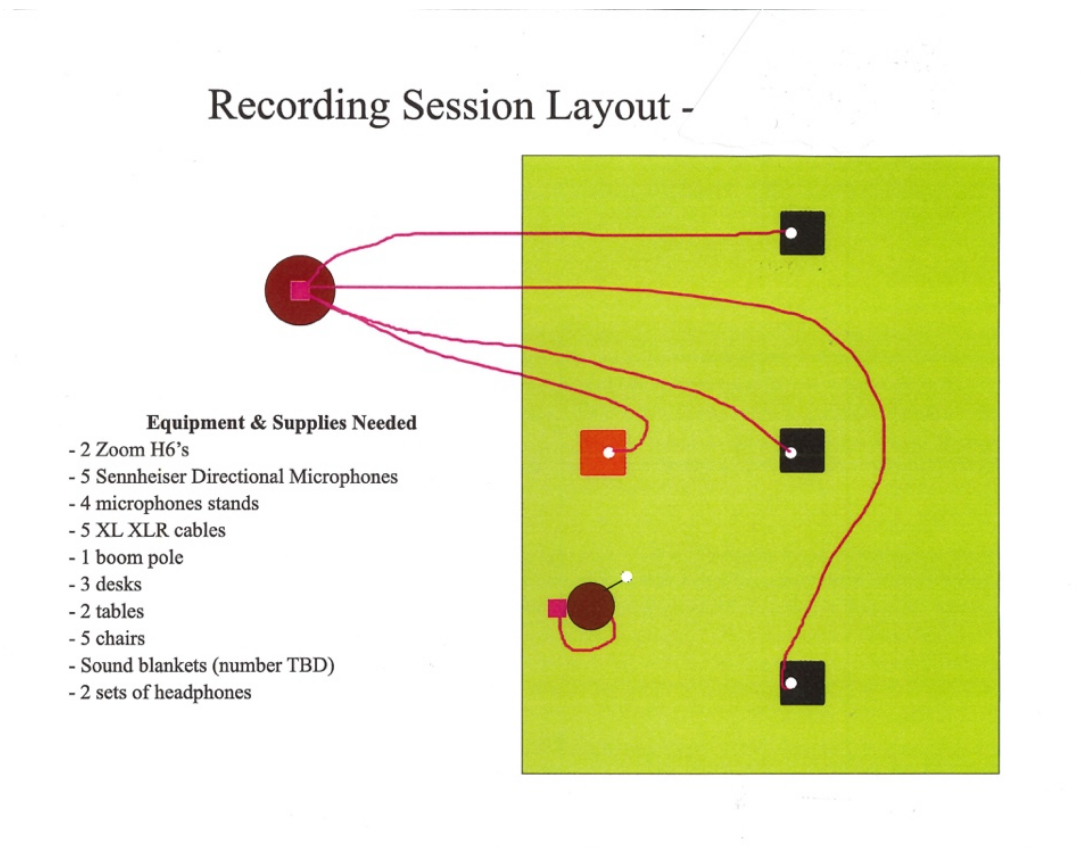 Recording Session Layout -
Equipment & Supplies Needed
- 2 Zoom H6's
- 5 Sennheiser Directional Microphones
- 4 microphones stands
- 5 XL XLR cables
- 1 boom pole
- 3 desks
- 2 tables
- 5 chairs
- Sound blankets (number TBD)
- 2 sets of headphones